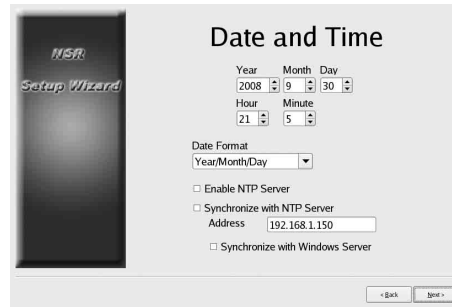 NSR
Setup Wizard
Date and Time
Year Month Day
2008 9 30
Hour Minute
21 5
Date Format
Year/Month/Day
Enable NTP Server
Synchronize with NTP Server
Address 192.168.1.150
Synchronize with Windows Server
< Back Next >